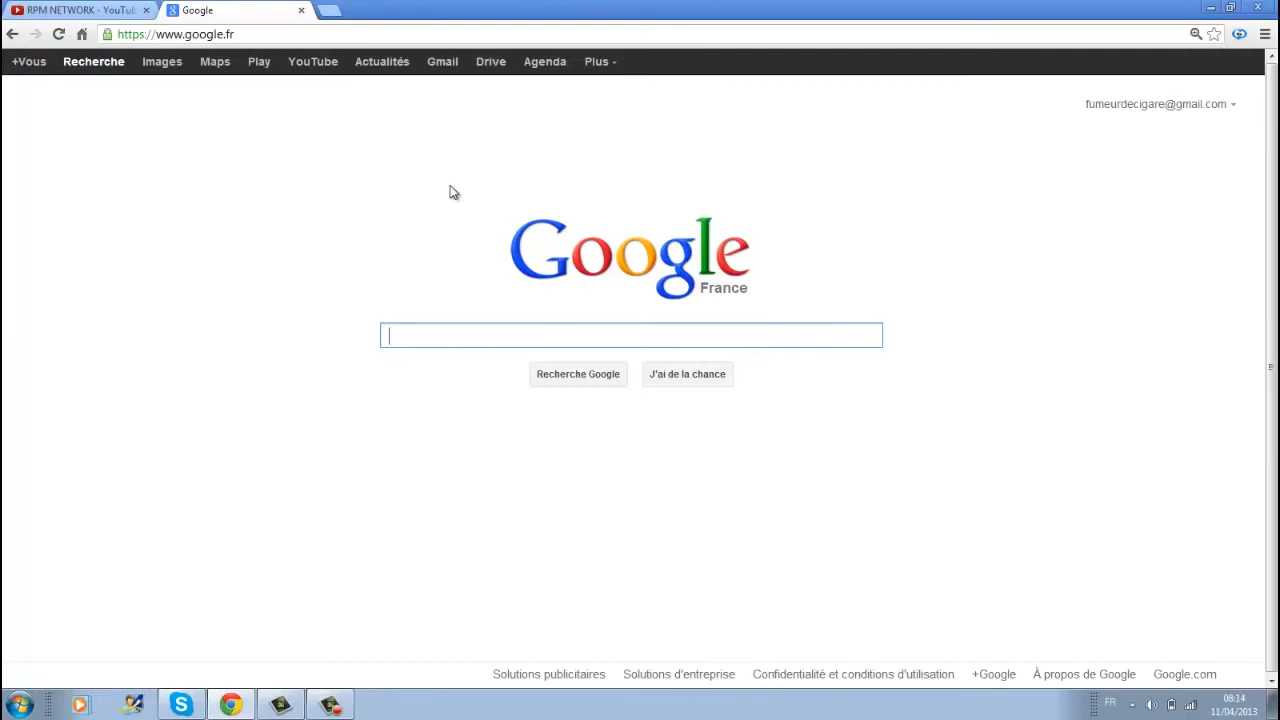 RPM NETWORK - YouTub
Google
https://www.google.fr
+Vous Recherche Images Maps Play YouTube Actualités Gmail Drive Agenda Plus
fumeurdecigare@gmail.com
Google
France
Recherche Google J'ai de la chance
Solutions publicitaires Solutions d'entreprise Confidentialité et conditions d'utilisation +Google À propos de Google Google.com
FR 08:14
11/04/2013